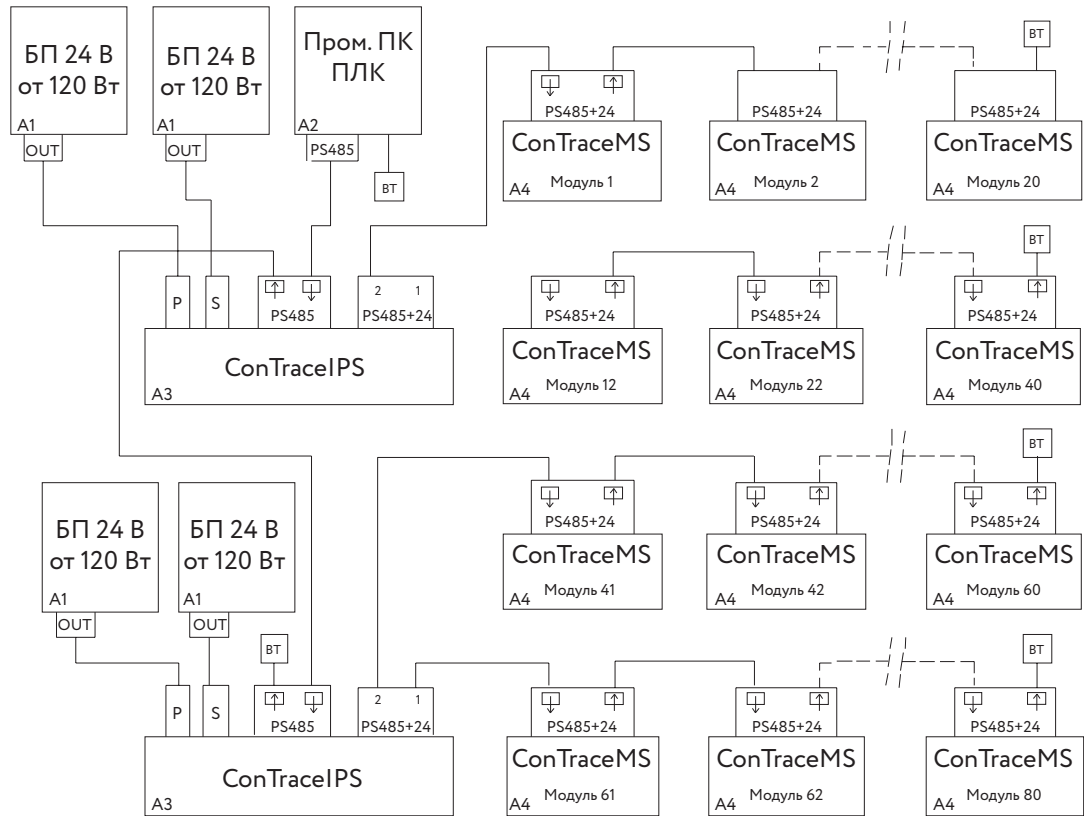 БП 24 В
от 120 Вт
A1
OUT
БП 24 В
от 120 Вт
A1
OUT
Пром. ПК
ПЛК
A2
PS485
ВТ
PS485+24
ConTraceMS
A4 Модуль 1
PS485+24
ConTraceMS
A4 Модуль 2
ВТ
PS485+24
ConTraceMS
A4 Модуль 20
P
S
PS485
2 1
PS485+24
ConTraceIPS
A3
PS485+24
ConTraceMS
A4 Модуль 12
PS485+24
ConTraceMS
A4 Модуль 22
ВТ
PS485+24
ConTraceMS
A4 Модуль 40
PS485+24
ConTraceMS
A4 Модуль 41
PS485+24
ConTraceMS
A4 Модуль 42
ВТ
PS485+24
ConTraceMS
A4 Модуль 60
БП 24 В
от 120 Вт
A1
OUT
БП 24 В
от 120 Вт
A1
OUT
ВТ
P
S
PS485
2 1
PS485+24
ConTraceIPS
A3
PS485+24
ConTraceMS
A4 Модуль 61
PS485+24
ConTraceMS
A4 Модуль 62
ВТ
PS485+24
ConTraceMS
A4 Модуль 80